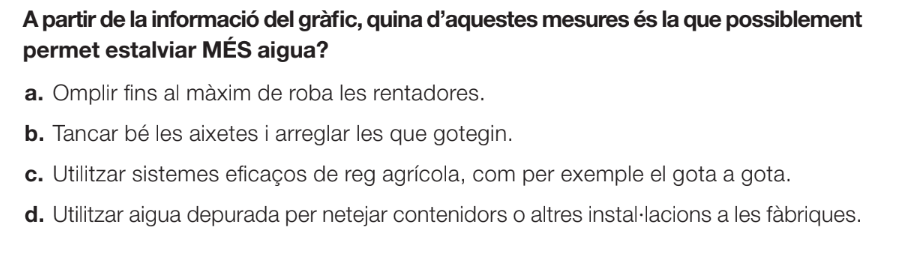 A partir de la informació del gràfic, quina d’aquestes mesures és la que possiblement
permet estalviar MÉS aigua?
a. Omplir fins al màxim de roba les rentadores.
b. Tancar bé les aixetes i arreglar les que gotegin.
c. Utilitzar sistemes eficaços de reg agrícola, com per exemple el gota a gota.
d. Utilitzar aigua depurada per netejar contenidors o altres instal·lacions a les fàbriques.